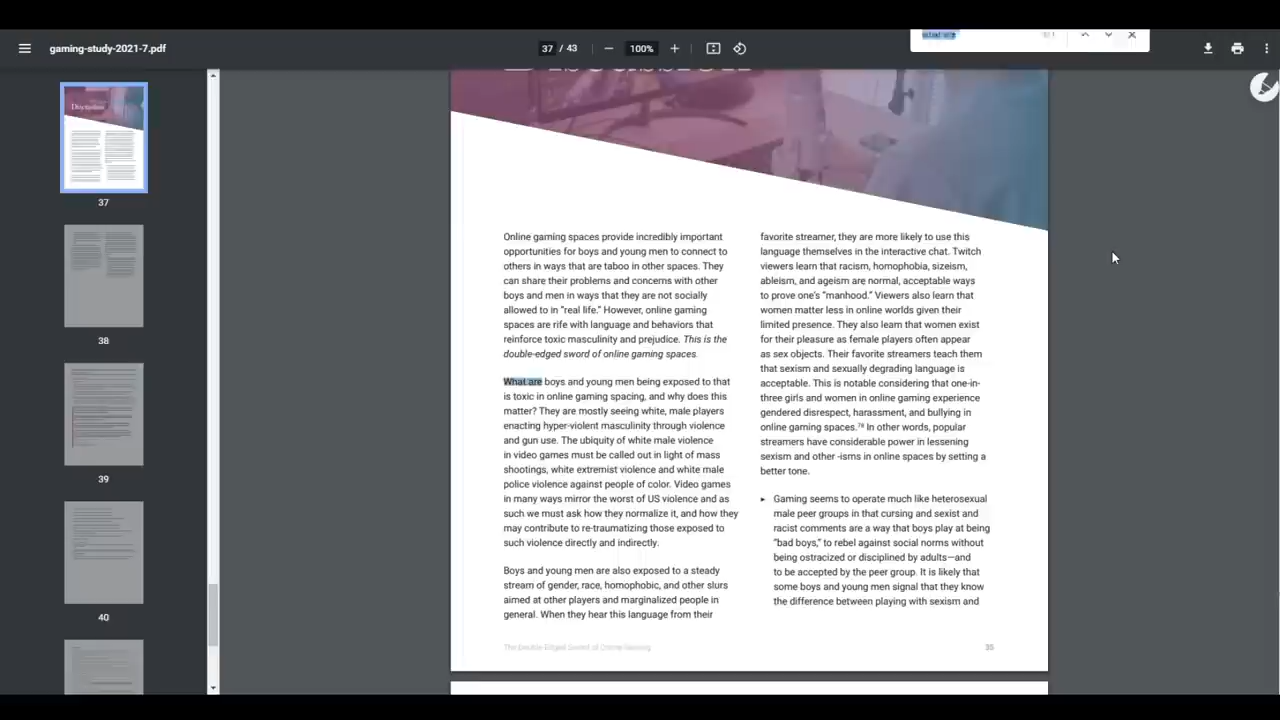 gaming-study-2021-7.pdf
37 / 43
100%
what are
1/1
Discussion
37
38
39
40
Online gaming spaces provide incredibly important
opportunities for boys and young men to connect to
others in ways that are taboo in other spaces. They
can share their problems and concerns with other
boys and men in ways that they are not socially
allowed to in "real life." However, online gaming
spaces are rife with language and behaviors that
reinforce toxic masculinity and prejudice. This is the
double-edged sword of online gaming spaces.
What are boys and young men being exposed to that
is toxic in online gaming spacing, and why does this
matter? They are mostly seeing white, male players
enacting hyper-violent masculinity through violence
and gun use. The ubiquity of white male violence
in video games must be called out in light of mass
shootings, white extremist violence and white male
police violence against people of color. Video games
in many ways mirror the worst of US violence and as
such we must ask how they normalize it, and how they
may contribute to re-traumatizing those exposed to
such violence directly and indirectly.
Boys and young men are also exposed to a steady
stream of gender, race, homophobic, and other slurs
aimed at other players and marginalized people in
general. When they hear this language from their
favorite streamer, they are more likely to use this
language themselves in the interactive chat. Twitch
viewers learn that racism, homophobia, sizeism,
ableism, and ageism are normal, acceptable ways
to prove one's "manhood." Viewers also learn that
women matter less in online worlds given their
limited presence. They also learn that women exist
for their pleasure as female players often appear
as sex objects. Their favorite streamers teach them
that sexism and sexually degrading language is
acceptable. This is notable considering that one-in-
three girls and women in online gaming experience
gendered disrespect, harassment, and bullying in
online gaming spaces.⁷⁹ In other words, popular
streamers have considerable power in lessening
sexism and other -isms in online spaces by setting a
better tone.
► Gaming seems to operate much like heterosexual
male peer groups in that cursing and sexist and
racist comments are a way that boys play at being
"bad boys," to rebel against social norms without
being ostracized or disciplined by adults—and
to be accepted by the peer group. It is likely that
some boys and young men signal that they know
the difference between playing with sexism and
The Double-Edged Sword of Online Gaming
35